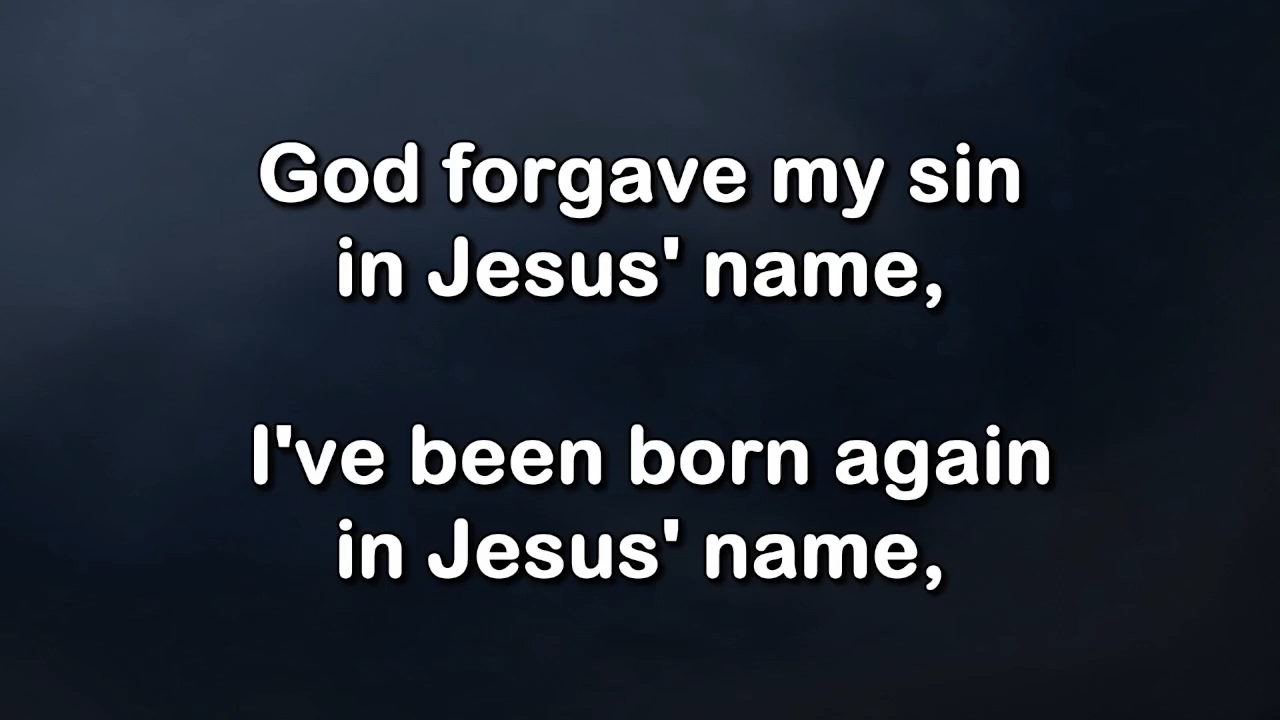 God forgave my sin
in Jesus' name,
I've been born again
in Jesus' name,